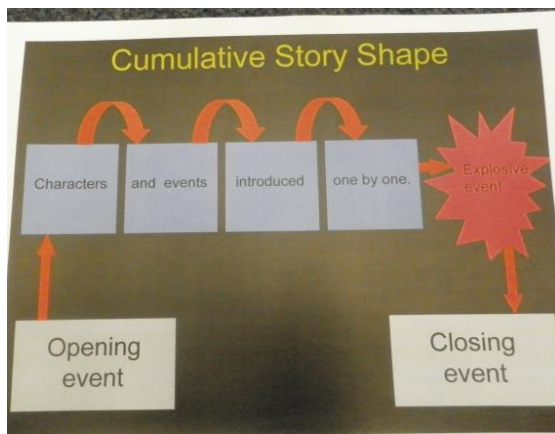 Cumulative Story Shape
Characters
and events
introduced
one by one.
Explosive
event
Opening
event
Closing
event